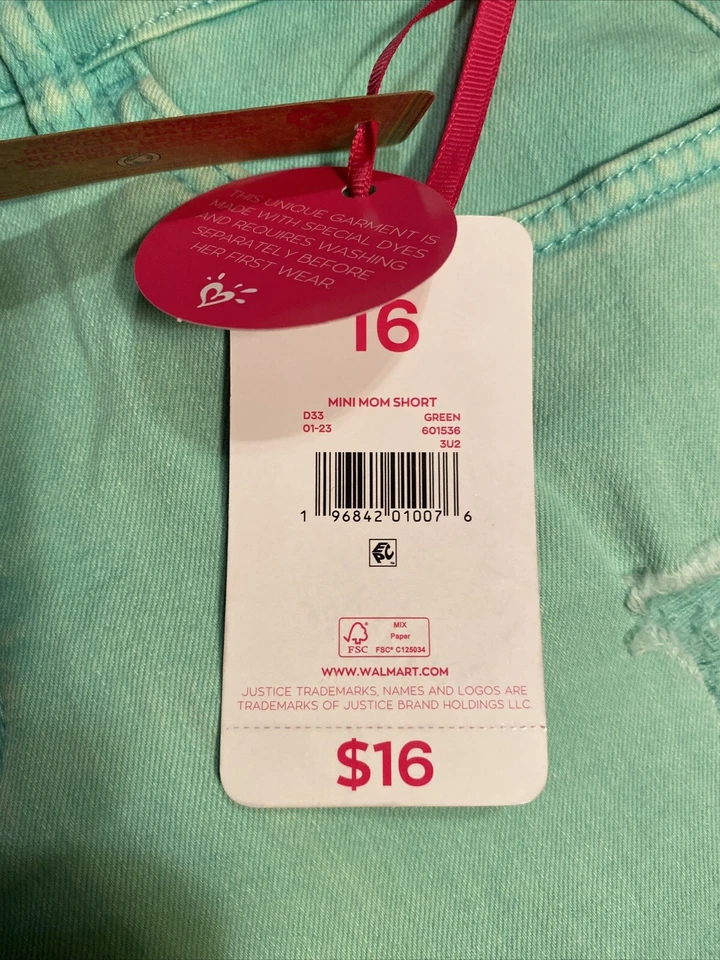 THIS UNIQUE GARMENT IS
MADE WITH SPECIAL DYES
AND REQUIRES WASHING
SEPARATELY BEFORE
HER FIRST WEAR
16
MINI MOM SHORT
D33 GREEN
01-23 601536
3U2
1 96842 01007 6
EPC
FSC
MIX
Paper
FSC® C125034
WWW.WALMART.COM
JUSTICE TRADEMARKS, NAMES AND LOGOS ARE
TRADEMARKS OF JUSTICE BRAND HOLDINGS LLC.
$16